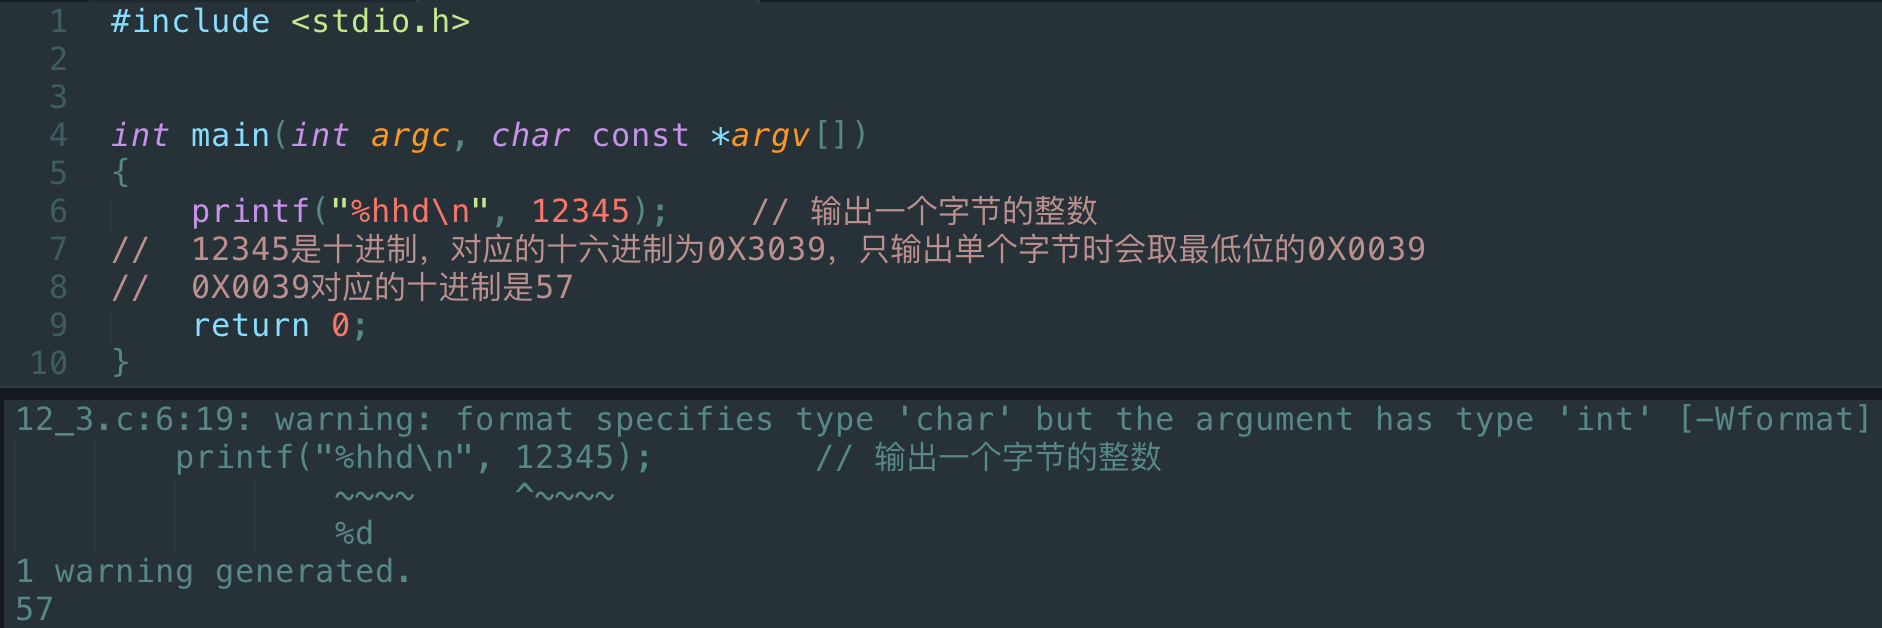 1 #include <stdio.h>
2
3
4 int main(int argc, char const *argv[])
5 {
6     printf("%hhd\n", 12345);    // 输出一个字节的整数
7 //  12345是十进制，对应的十六进制为0X3039，只输出单个字节时会取最低位的0X0039
8 //  0X0039对应的十进制是57
9     return 0;
10 }
12_3.c:6:19: warning: format specifies type 'char' but the argument has type 'int' [-Wformat]
        printf("%hhd\n", 12345);        // 输出一个字节的整数
                ~~~~     ^~~~~
                %d
1 warning generated.
57